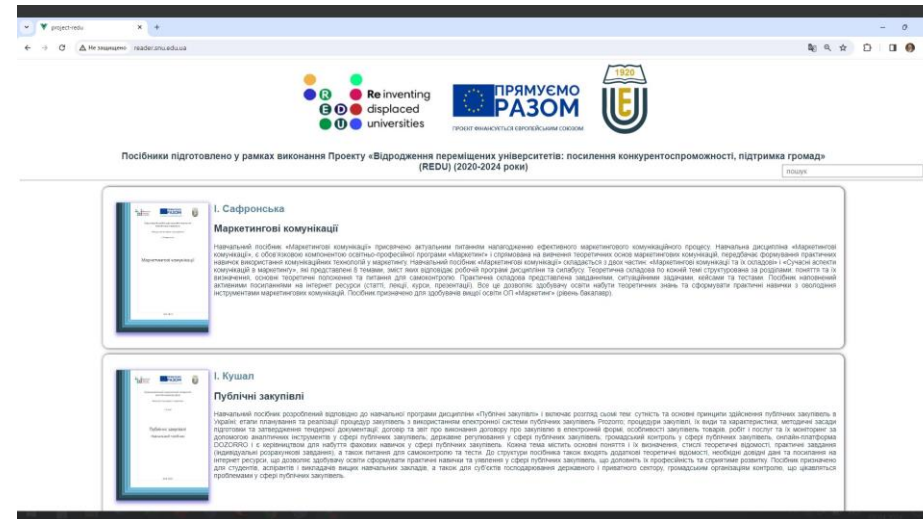 project-redu
Не защищено reader.snu.edu.ua
R Re inventing
E D displaced
U universities
ПРЯМУЄМО
РАЗОМ
ПРОЄКТ ФІНАНСУЄТЬСЯ ЄВРОПЕЙСЬКИМ СОЮЗОМ
1920
Посібники підготовлено у рамках виконання Проекту «Відродження переміщених університетів: посилення конкурентоспроможності, підтримка громад»
(REDU) (2020-2024 роки)
пошук
І. Сафронська
Маркетингові комунікації
Навчальний посібник «Маркетингові комунікації» присвячено актуальним питанням налагодження ефективного маркетингового комунікаційного процесу. Навчальна дисципліна «Маркетингові
комунікації», є обов'язковою компонентою освітньо-професійної програми «Маркетинг» і спрямована на вивчення теоретичних основ маркетингових комунікацій, передбачає формування практичних
навичок використання комунікаційних технологій у маркетингу. Навчальний посібник «Маркетингові комунікації» складається з двох частин: «Маркетингові комунікації та їх складові» і «Сучасні аспекти
комунікацій в маркетингу», які представлені 8 темами, зміст яких відповідає робочій програмі дисципліни та силабусу. Теоретична складова по кожній темі структурована за розділами: поняття та їх
визначення, основні теоретичні положення та питання для самоконтролю. Практична складова представлена завданнями, ситуаційними задачами, кейсами та тестами. Посібник наповнений
активними посиланнями на інтернет ресурси (статті, лекції, курси, презентації). Все це дозволяє здобувачу освіти набути теоретичних знань та сформувати практичні навички з оволодіння
інструментами маркетингових комунікацій. Посібник призначено для здобувачів вищої освіти ОП «Маркетинг» (рівень бакалавр).
Маркетингові комунікації
І. Кушал
Публічні закупівлі
Навчальний посібник розроблений відповідно до навчальної програми дисципліни «Публічні закупівлі» і включає розгляд сьомі тем: сутність та основні принципи здійснення публічних закупівель в
Україні; етапи планування та реалізації процедур закупівель з використанням електронної системи публічних закупівель Prozorro; процедури закупівлі, їх види та характеристика; методичні засади
підготовки та затвердження тендерної документації; договір та звіт про виконання договору про закупівлю в електронній формі; особливості закупівель товарів, робіт і послуг та їх моніторинг за
допомогою аналітичних інструментів у сфері публічних закупівель; державне регулювання у сфері публічних закупівель, громадський контроль у сфері публічних закупівель, онлайн-платформа
DOZORRO і є керівництвом для набуття фахових навичок у сфері публічних закупівель. Кожна тема містить основні поняття і їх визначення, стислі теоретичні відомості, практичні завдання
(індивідуальні розрахункові завдання), а також питання для самоконтролю та тести. До структури посібника також входять додаткові теоретичні відомості, необхідні довідні дані та посилання на
інтернет ресурси, що дозволяє здобувачу освіти сформувати практичні навички та уміння у сфері публічних закупівель, що доповнить їх професійність та сприятиме розвитку. Посібник призначено
для студентів, аспірантів і викладачів вищих навчальних закладів, а також для суб'єктів господарювання державного і приватного сектору, громадським організаціям контролю, що цікавляться
проблемами у сфері публічних закупівель.
Публічні закупівлі
Навчальний посібник